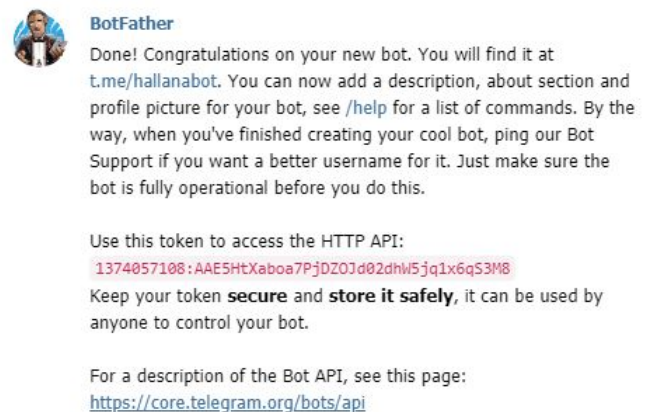 BotFather
Done! Congratulations on your new bot. You will find it at
t.me/hallanabot. You can now add a description, about section and
profile picture for your bot, see /help for a list of commands. By the
way, when you've finished creating your cool bot, ping our Bot
Support if you want a better username for it. Just make sure the
bot is fully operational before you do this.
Use this token to access the HTTP API:
1374057108:AAE5HtXaboa7PjDZOJd02dhW5jq1x6qS3M8
Keep your token secure and store it safely, it can be used by
anyone to control your bot.
For a description of the Bot API, see this page:
https://core.telegram.org/bots/api